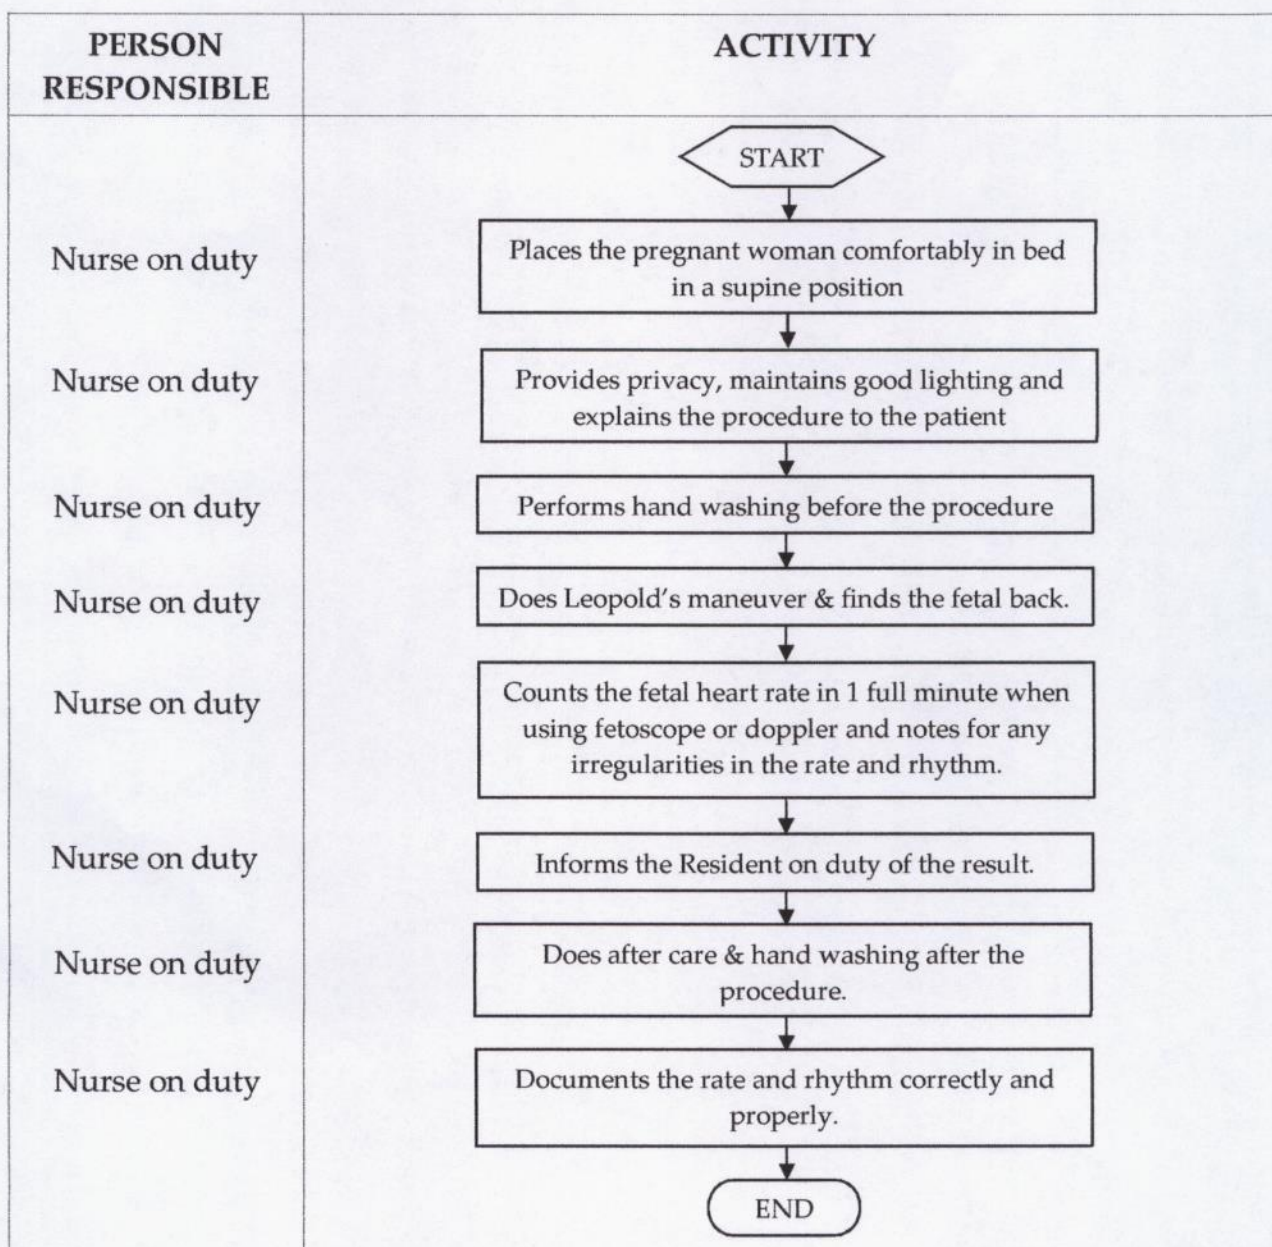 PERSON
RESPONSIBLE
ACTIVITY
START
Nurse on duty
Places the pregnant woman comfortably in bed
in a supine position
Nurse on duty
Provides privacy, maintains good lighting and
explains the procedure to the patient
Nurse on duty
Performs hand washing before the procedure
Nurse on duty
Does Leopold's maneuver & finds the fetal back.
Nurse on duty
Counts the fetal heart rate in 1 full minute when
using fetoscope or doppler and notes for any
irregularities in the rate and rhythm.
Nurse on duty
Informs the Resident on duty of the result.
Nurse on duty
Does after care & hand washing after the
procedure.
Nurse on duty
Documents the rate and rhythm correctly and
properly.
END